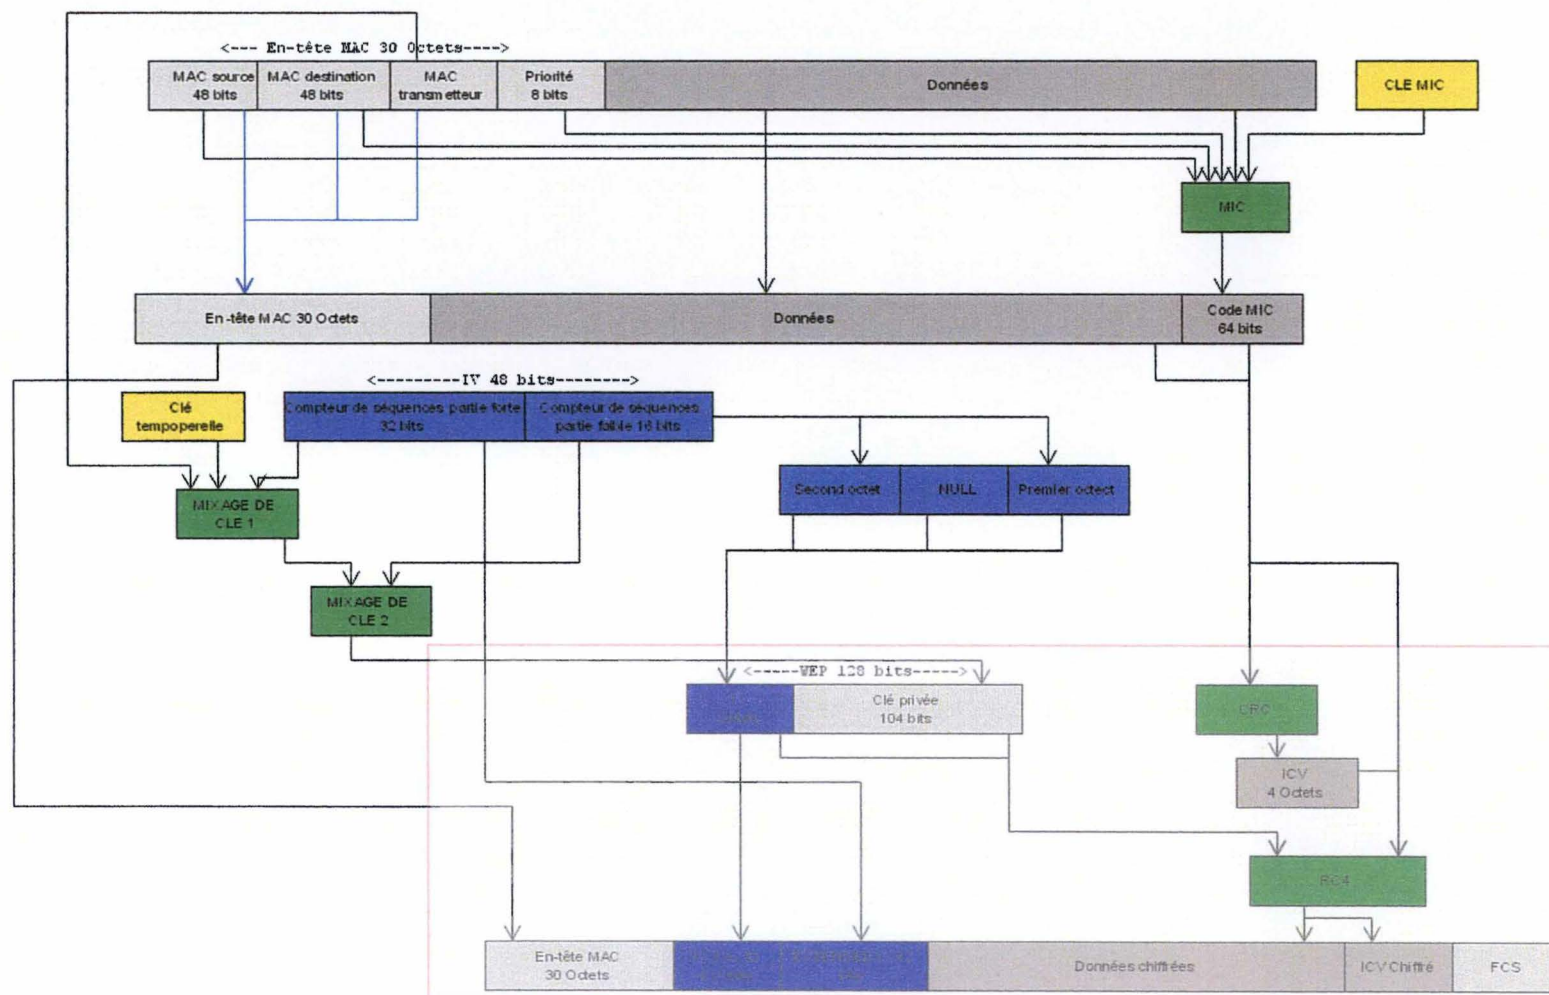 <--- En-tête MAC 30 Octets---->
MAC source
48 bits
MAC destination
48 bits
MAC
transmetteur
Priorité
8 bits
Données
CLE MIC
MIC
En-tête MAC 30 Octets
Données
Code MIC
64 bits
<---------IV 48 bits-------->
Clé
tempoperelle
Compteur de séquences partie forte
32 bits
Compteur de séquences
partie faible 16 bits
Second octet
NULL
Premier octect
MIXAGE DE
CLE 1
MIXAGE DE
CLE 2
<-----WEP 128 bits----->
Clé privée
104 bits
CRC
ICV
4 Octets
RC4
En-tête MAC
30 Octets
Données chiffrées
ICV Chiffré
FCS